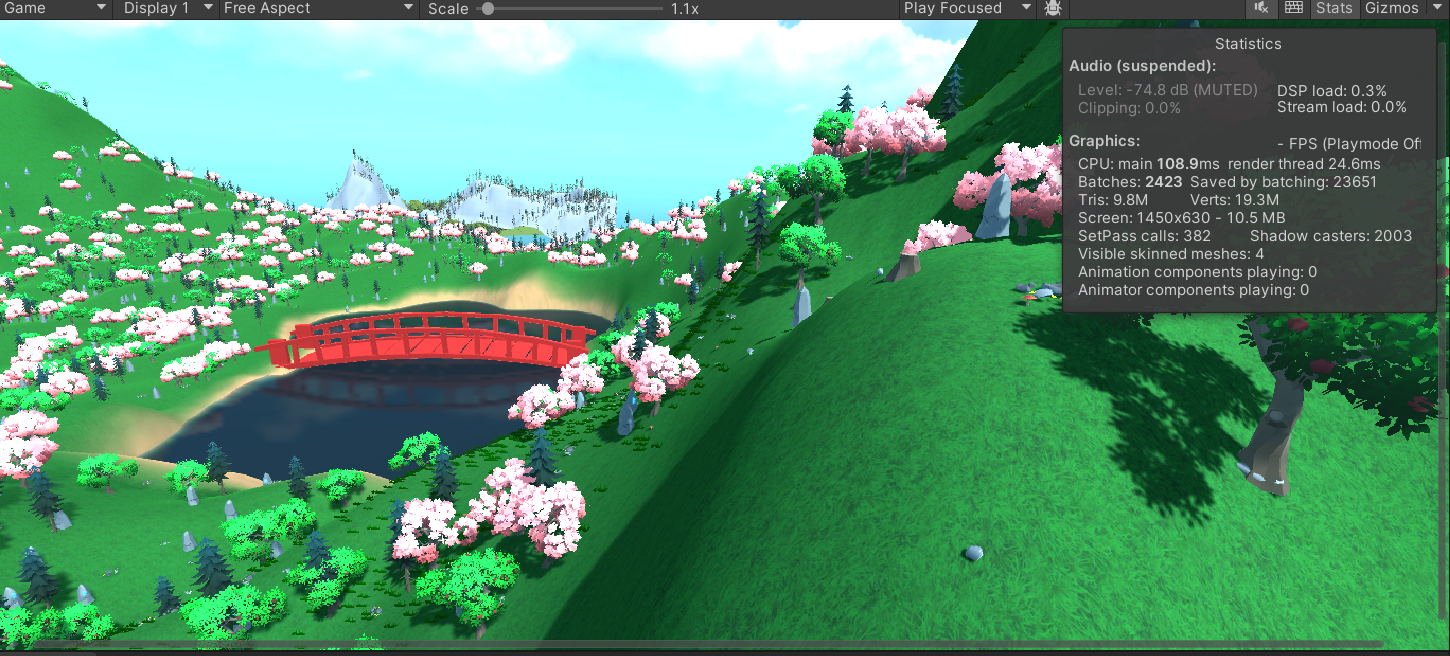 Game Display 1 Free Aspect Scale 1.1x Play Focused Stats Gizmos
Statistics
Audio (suspended):
Level: -74.8 dB (MUTED) DSP load: 0.3%
Clipping: 0.0% Stream load: 0.0%
Graphics: - FPS (Playmode Of
CPU: main 108.9ms render thread 24.6ms
Batches: 2423 Saved by batching: 23651
Tris: 9.8M Verts: 19.3M
Screen: 1450x630 - 10.5 MB
SetPass calls: 382 Shadow casters: 2003
Visible skinned meshes: 4
Animation components playing: 0
Animator components playing: 0